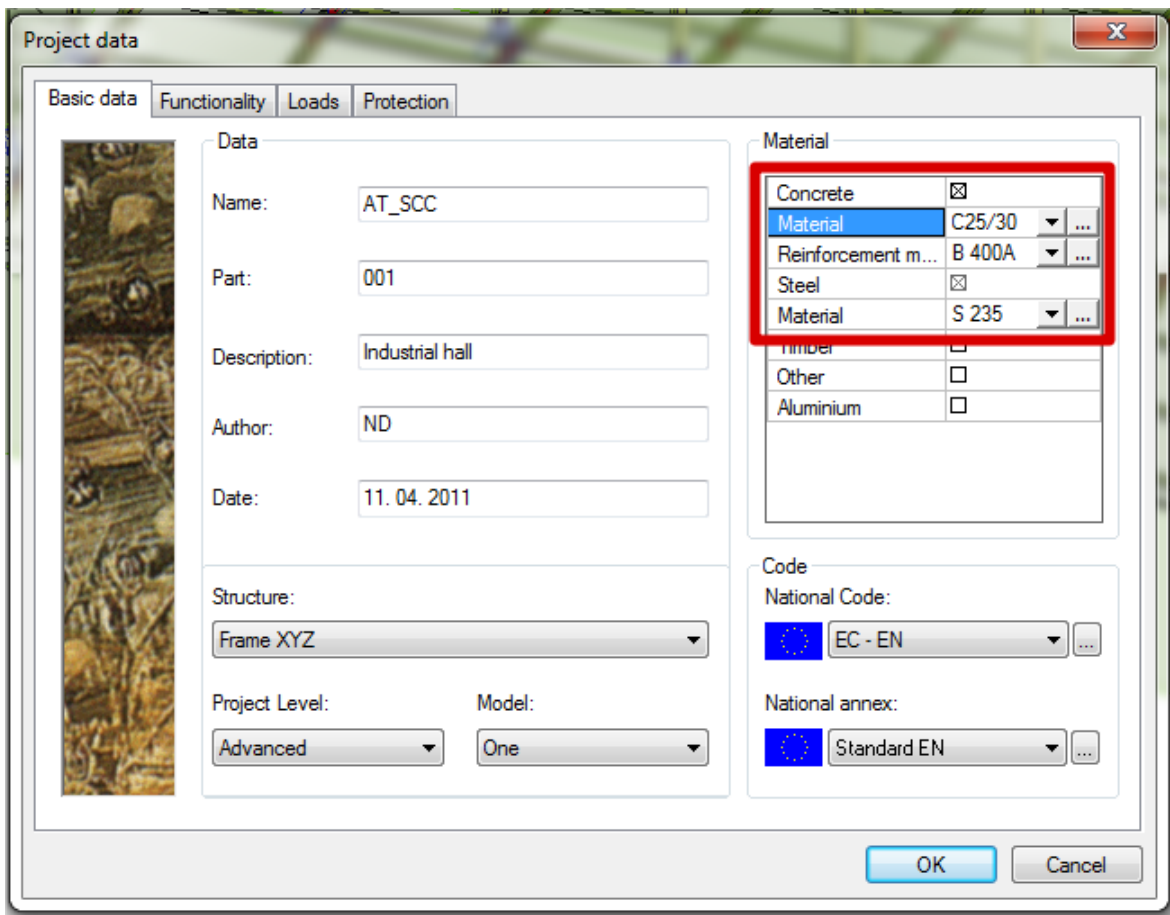 Project data
Basic data Functionality Loads Protection
Data
Name: AT_SCC
Part: 001
Description: Industrial hall
Author: ND
Date: 11. 04. 2011
Structure:
Frame XYZ
Project Level: Model:
Advanced One
Material
Concrete
Material C25/30 ...
Reinforcement m... B 400A ...
Steel
Material S 235 ...
Timber
Other
Aluminium
Code
National Code:
EC - EN ...
National annex:
Standard EN ...
OK Cancel